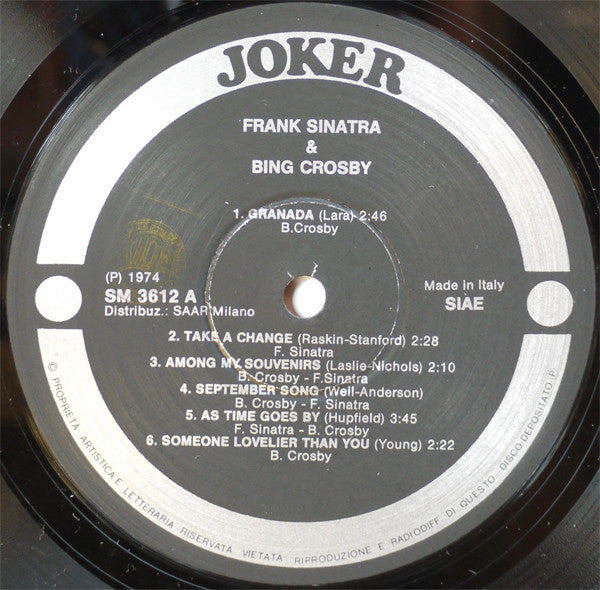 JOKER
FRANK SINATRA
&
BING CROSBY
1. GRANADA (Lara) 2:46
B.Crosby
(P) 1974
SM 3612 A
Distribuz.: SAAR Milano
Made in Italy
SIAE
2. TAKE A CHANGE (Raskin-Stanford) 2:28
F. Sinatra
3. AMONG MY SOUVENIRS (Laslie-Nichols) 2:10
B. Crosby - F.Sinatra
4. SEPTEMBER SONG (Weil-Anderson)
B. Crosby - F. Sinatra
5. AS TIME GOES BY (Hupfield) 3:45
F. Sinatra - B. Crosby
6. SOMEONE LOVELIER THAN YOU (Young) 2:22
B. Crosby
© PROPRIETA ARTISTICA E LETTERARIA RISERVATA VIETATA RIPRODUZIONE E RADIODIFF DI QUESTO DISCO DEPOSITATO P